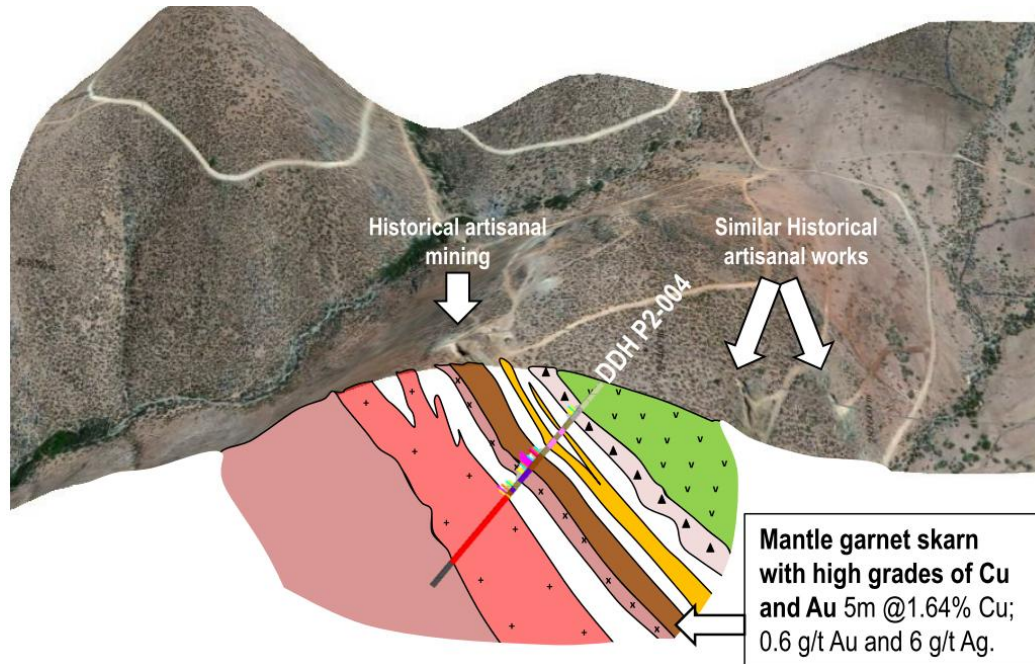 Historical artisanal
mining
Similar Historical
artisanal works
DDH P2-004
Mantle garnet skarn
with high grades of Cu
and Au 5m @1.64% Cu;
0.6 g/t Au and 6 g/t Ag.